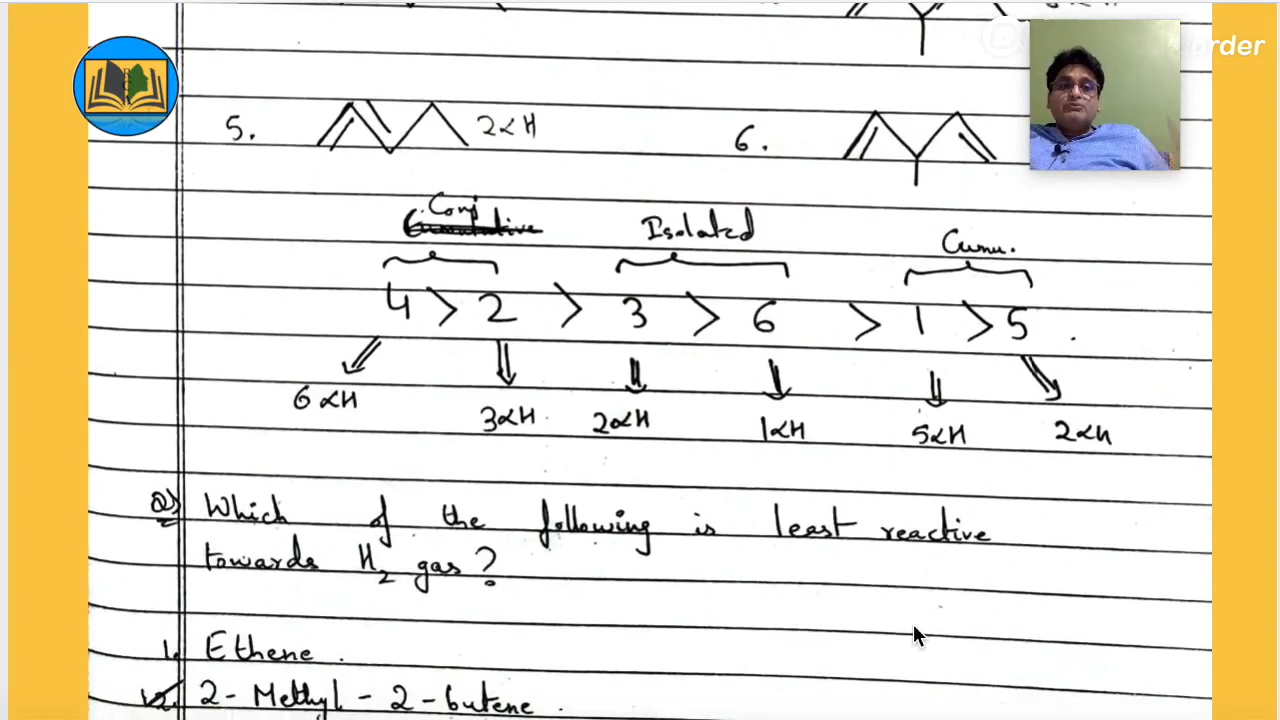 order
5. 2αH
6.
Conj Isolated Cumu.
4 > 2 > 3 > 6 > 1 > 5 .
6αH 3αH 2αH 1αH 5αH 2αH
Q) Which of the following is least reactive
towards H2 gas?
1. Ethene.
2. 2-Methyl-2-butene.